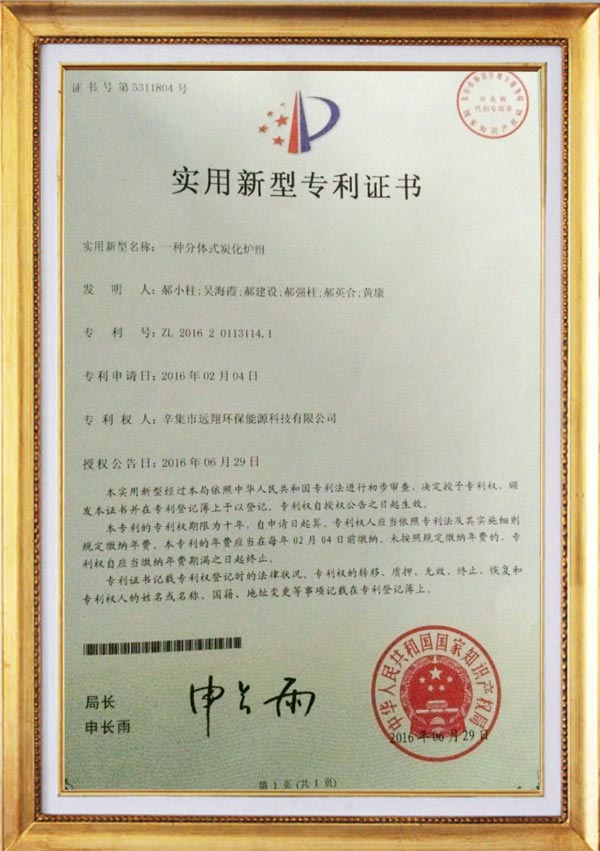 证书号第5311804号
实用新型专利证书
实用新型名称：一种分体式炭化炉组
发 明 人：郝小柱;吴海霞;郝建设;郝强柱;郝英合;黄康
专 利 号：ZL 2016 2 0113114.1
专利申请日：2016年02月04日
专 利 权 人：辛集市远翔环保能源科技有限公司
授权公告日：2016年06月29日
本实用新型经过本局依照中华人民共和国专利法进行初步审查，决定授予专利权，颁
发本证书并在专利登记簿上予以登记。专利权自授权公告之日起生效。
本专利的专利权期限为十年，自申请日起算。专利权人应当依照专利法及其实施细则
规定缴纳年费。本专利的年费应当在每年02月04日前缴纳。未按照规定缴纳年费的，专
利权自应当缴纳年费期满之日起终止。
专利证书记载专利权登记时的法律状况。专利权的转移、质押、无效、终止、恢复和
专利权人的姓名或名称、国籍、地址变更等事项记载在专利登记簿上。
局长
申长雨
申长雨
中华人民共和国国家知识产权局
2016年06月29日
第1页(共1页)